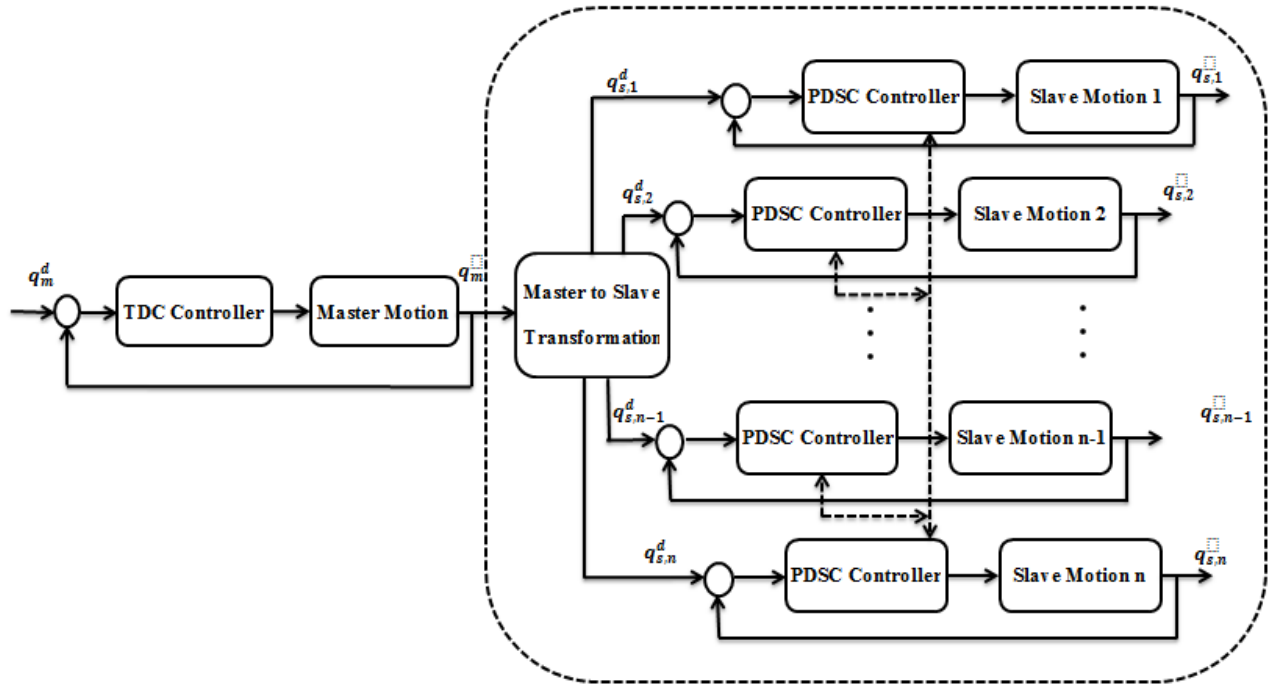 q_{s,1}^{d}
PDSC Controller
Slave Motion 1
q_{s,1}^{□}
q_{s,2}^{d}
PDSC Controller
Slave Motion 2
q_{s,2}^{□}
q_{m}^{d}
TDC Controller
Master Motion
q_{m}^{□}
Master to Slave
Transformation
q_{s,n-1}^{d}
PDSC Controller
Slave Motion n-1
q_{s,n-1}^{□}
q_{s,n}^{d}
PDSC Controller
Slave Motion n
q_{s,n}^{□}